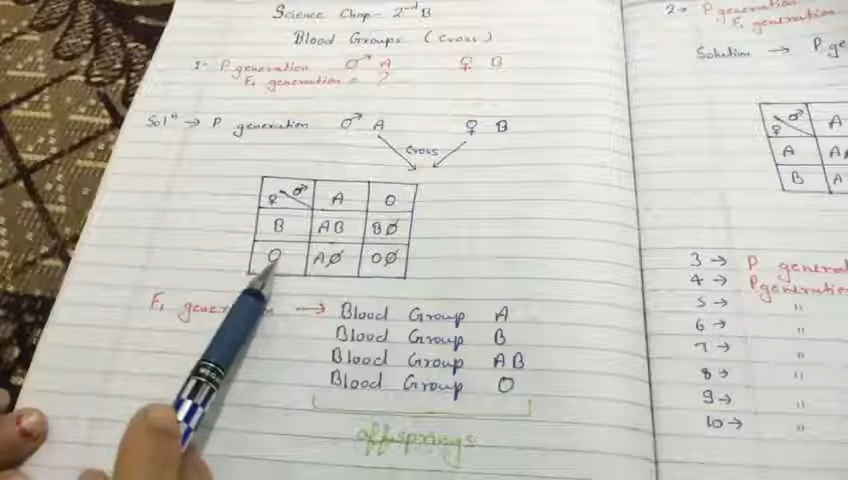 Science Chap- 2nd B
Blood Groups (Cross)
1- P generation ♂ A ♀ B
F1 generation = ?
Soln → P generation ♂ A ♀ B
cross
♀ ♂ A O
B AB BO
O AO OO
F1 generation → Blood Group A
Blood Group B
Blood Group AB
Blood Group O
offsprings
2→ P generation
F1 generation
Solution → P ge
♀ ♂ A
A A
B A
3 → P genera
4 → P generation
5 → "
6 → "
7 → "
8 → "
9 → "
10 → "